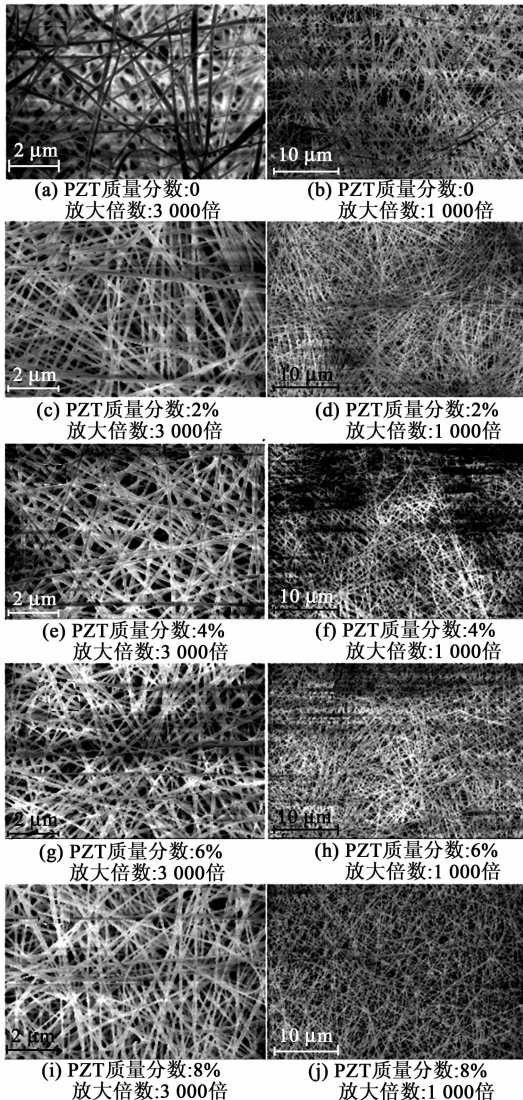 2 μm
10 μm
(a) PZT质量分数:0
放大倍数:3 000倍
(b) PZT质量分数:0
放大倍数:1 000倍
2 μm
10 μm
(c) PZT质量分数:2%
放大倍数:3 000倍
(d) PZT质量分数:2%
放大倍数:1 000倍
2 μm
10 μm
(e) PZT质量分数:4%
放大倍数:3 000倍
(f) PZT质量分数:4%
放大倍数:1 000倍
2 μm
10 μm
(g) PZT质量分数:6%
放大倍数:3 000倍
(h) PZT质量分数:6%
放大倍数:1 000倍
2 μm
10 μm
(i) PZT质量分数:8%
放大倍数:3 000倍
(j) PZT质量分数:8%
放大倍数:1 000倍